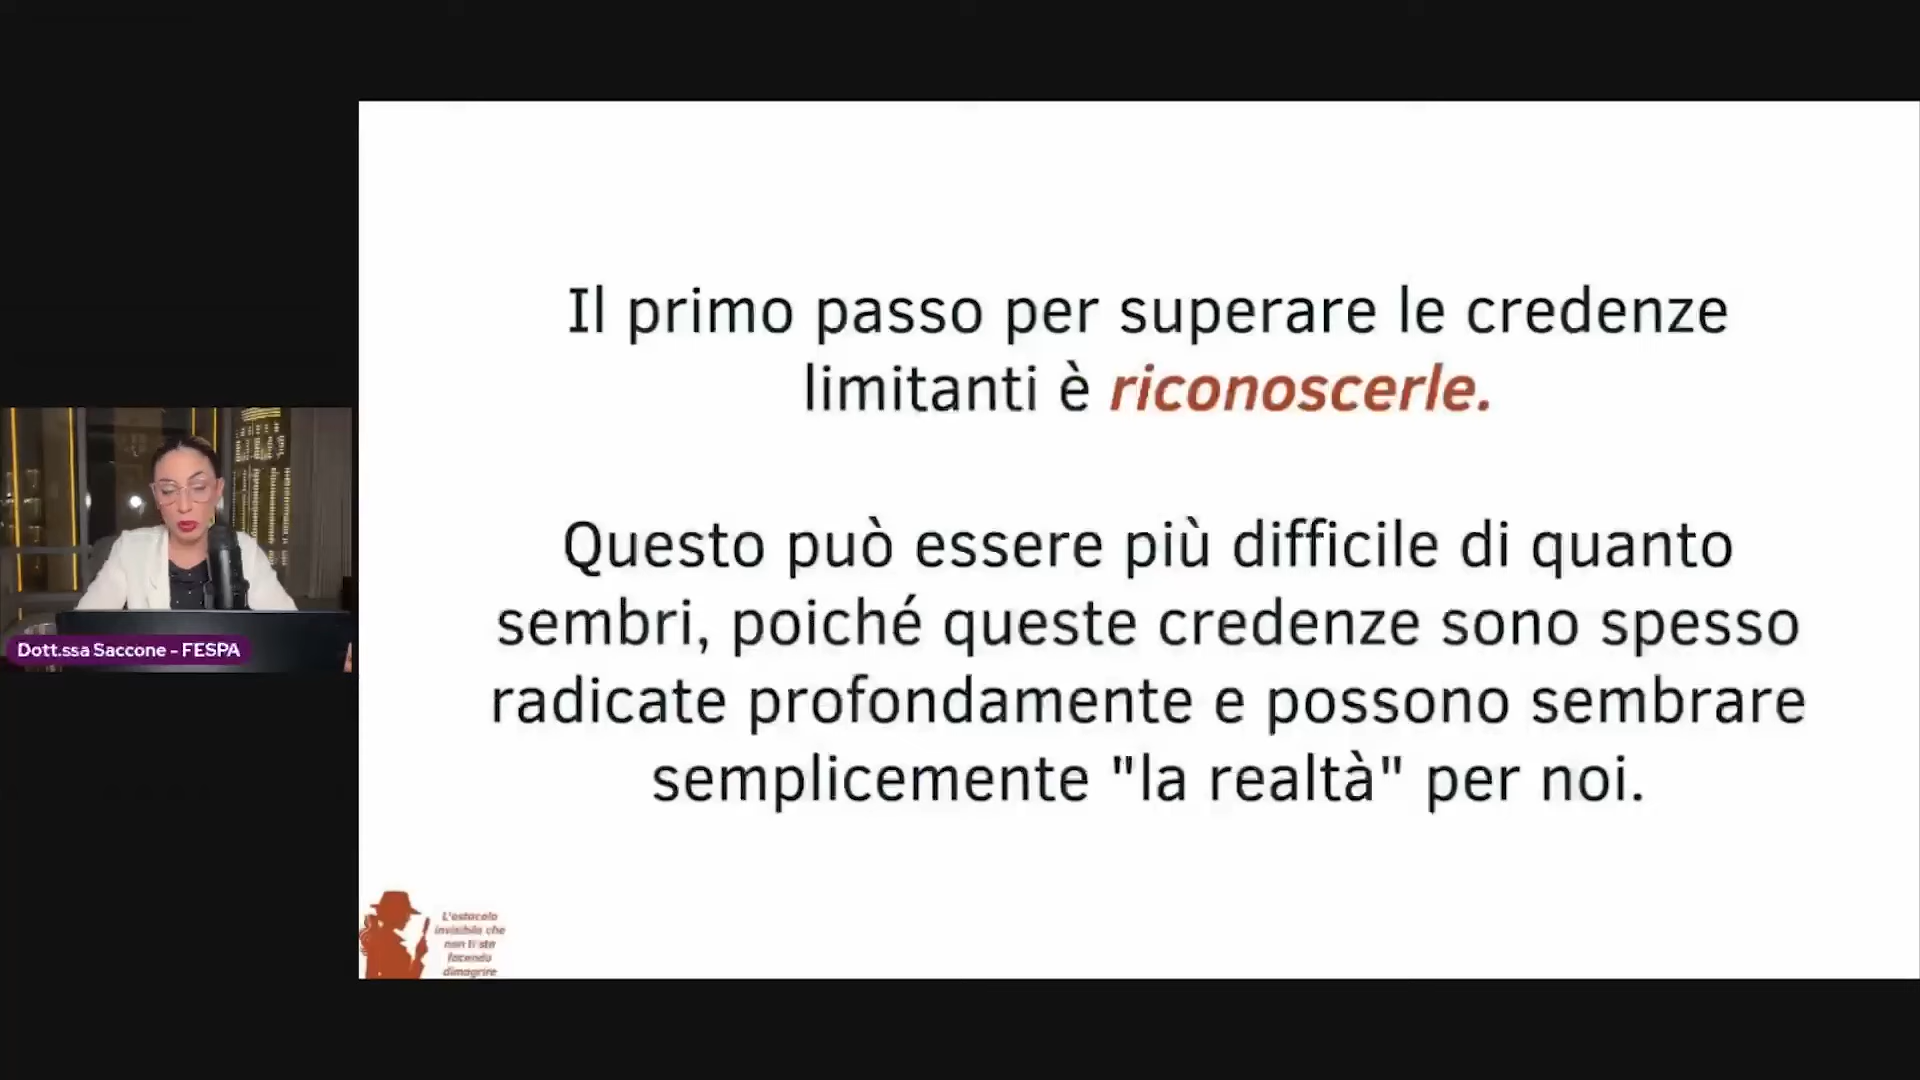 Il primo passo per superare le credenze
limitanti è riconoscerle.
Questo può essere più difficile di quanto
sembri, poiché queste credenze sono spesso
radicate profondamente e possono sembrare
semplicemente "la realtà" per noi.
Dott.ssa Saccone - FESPA
L'ostacolo
invisibile che
non ti sta
facendo
dimagrire